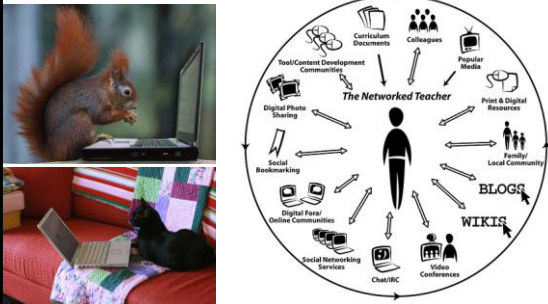 Curriculum
Documents
Colleagues
Popular
Media
Tool/Content Development
Communities
The Networked Teacher
Digital Photo
Sharing
Print & Digital
Resources
Social
Bookmarking
Family/
Local Community
BLOGS
Digital Fora/
Online Communities
WIKIS
Social Networking
Services
Chat/IRC
Video
Conferences